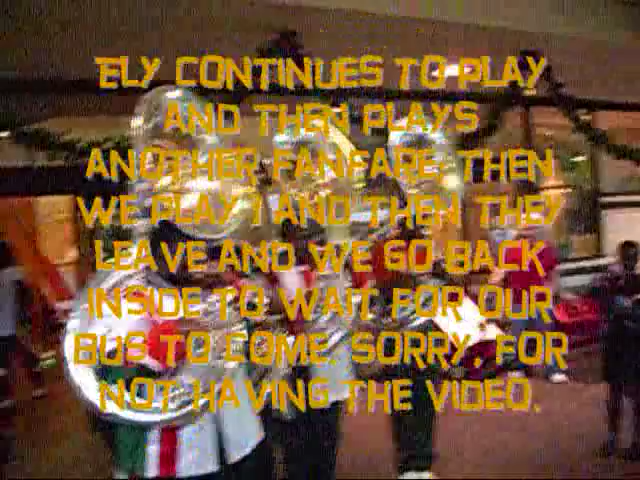 ELY CONTINUES TO PLAY
AND THEN PLAYS
ANOTHER FANFARE; THEN
WE PLAY 1 AND THEN THEY
LEAVE AND WE GO BACK
INSIDE TO WAIT FOR OUR
BUS TO COME. SORRY, FOR
NOT HAVING THE VIDEO.